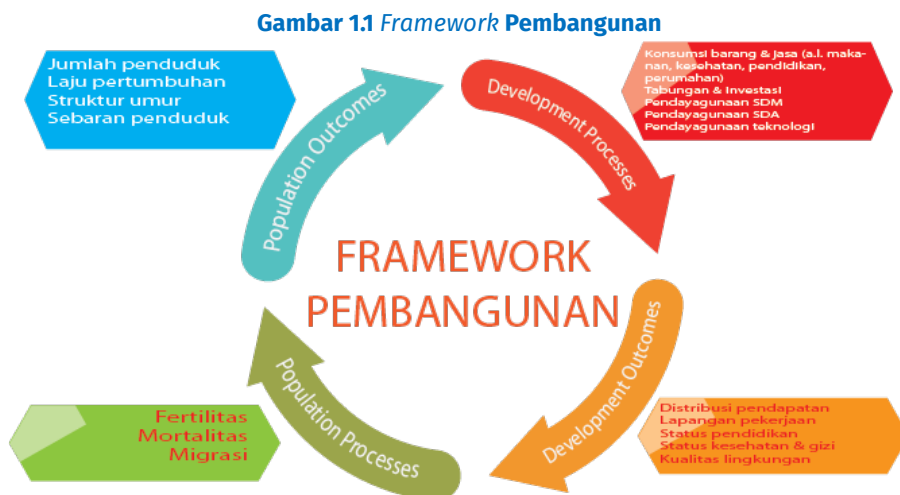 Gambar 1.1 Framework Pembangunan
Jumlah penduduk
Laju pertumbuhan
Struktur umur
Sebaran penduduk
Population Outcomes
Development Processes
Konsumsi barang & jasa (a.l. maka-
nan, kesehatan, pendidikan,
perumahan)
Tabungan & Investasi
Pendayagunaan SDM
Pendayagunaan SDA
Pendayagunaan teknologi
FRAMEWORK
PEMBANGUNAN
Population Processes
Development Outcomes
Fertilitas
Mortalitas
Migrasi
Distribusi pendapatan
Lapangan pekerjaan
Status pendidikan
Status kesehatan & gizi
Kualitas lingkungan